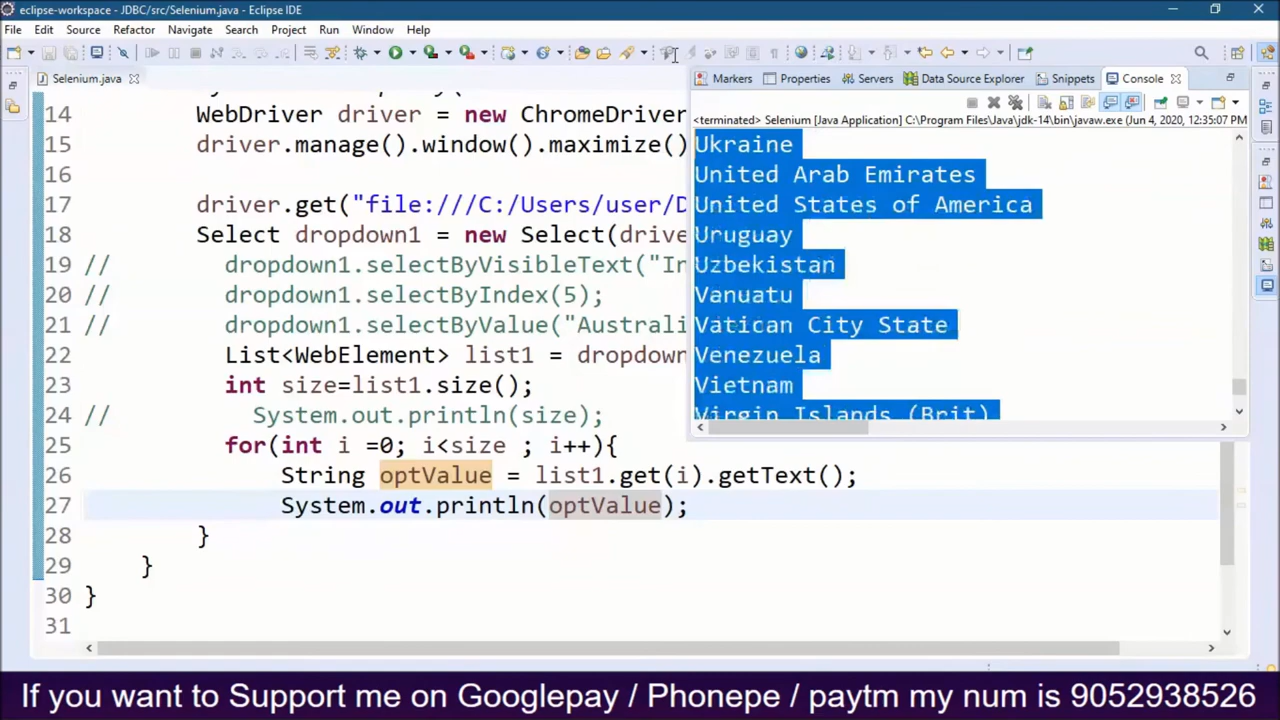 eclipse-workspace - JDBC/src/Selenium.java - Eclipse IDE
File Edit Source Refactor Navigate Search Project Run Window Help
Selenium.java
Markers Properties Servers Data Source Explorer Snippets Console
<terminated> Selenium [Java Application] C:\Program Files\Java\jdk-14\bin\javaw.exe (Jun 4, 2020, 12:35:07 PM
14 WebDriver driver = new ChromeDriver
15 driver.manage().window().maximize()
16
17 driver.get("file:///C:/Users/user/D
18 Select dropdown1 = new Select(drive
19 // dropdown1.selectByVisibleText("In
20 // dropdown1.selectByIndex(5);
21 // dropdown1.selectByValue("Australi
22 List<WebElement> list1 = dropdown
23 int size=list1.size();
24 // System.out.println(size);
25 for(int i =0; i<size ; i++){
26 String optValue = list1.get(i).getText();
27 System.out.println(optValue);
28 }
29 }
30 }
31
Ukraine
United Arab Emirates
United States of America
Uruguay
Uzbekistan
Vanuatu
Vatican City State
Venezuela
Vietnam
Virgin Islands (Brit)
If you want to Support me on Googlepay / Phonepe / paytm my num is 9052938526